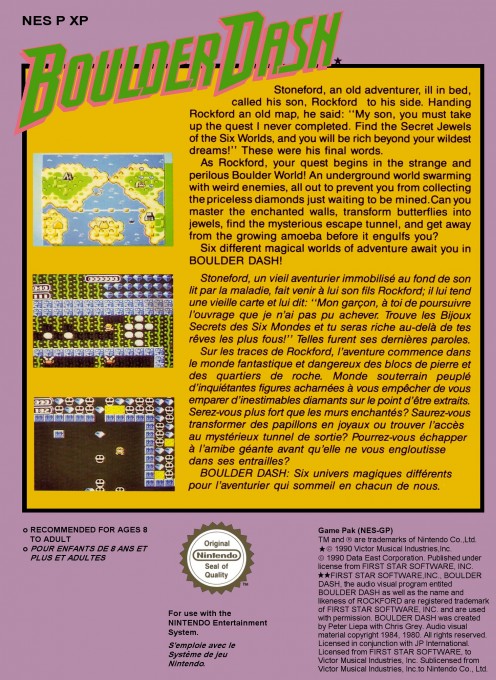 NES P XP
BOULDER DASH★
Stoneford, an old adventurer, ill in bed,
called his son, Rockford to his side. Handing
Rockford an old map, he said: ''My son, you must take
up the quest I never completed. Find the Secret Jewels
of the Six Worlds, and you will be rich beyond your wildest
dreams!'' These were his final words.
As Rockford, your quest begins in the strange and
perilous Boulder World! An underground world swarming
with weird enemies, all out to prevent you from collecting
the priceless diamonds just waiting to be mined.Can you
master the enchanted walls, transform butterflies into
jewels, find the mysterious escape tunnel, and get away
from the growing amoeba before it engulfs you?
Six different magical worlds of adventure await you in
BOULDER DASH!
Stoneford, un vieil aventurier immobilisé au fond de son
lit par la maladie, fait venir à lui son fils Rockford; il lui tend
une vieille carte et lui dit: ''Mon garçon, à toi de poursuivre
l'ouvrage que je n'ai pas pu achever. Trouve les Bijoux
Secrets des Six Mondes et tu seras riche au-delà de tes
rêves les plus fous!'' Telles furent ses dernières paroles.
Sur les traces de Rockford, l'aventure commence dans
le monde fantastique et dangereux des blocs de pierre et
des quartiers de roche. Monde souterrain peuplé
d'inquiétantes figures acharnées à vous empêcher de vous
emparer d'inestimables diamants sur le point d'être extraits.
Serez-vous plus fort que les murs enchantés? Saurez-vous
transformer des papillons en joyaux ou trouver l'accès
au mystérieux tunnel de sortie? Pourrez-vous échapper
à l'amibe géante avant qu'elle ne vous engloutisse
dans ses entrailles?
BOULDER DASH: Six univers magiques différents
pour l'aventurier qui sommeil en chacun de nous.
o RECOMMENDED FOR AGES 8
TO ADULT
o POUR ENFANTS DE 8 ANS ET
PLUS ET ADULTES
Original
Nintendo
Seal of
Quality
TM
For use with the
NINTENDO Entertainment
System.
S'emploie avec le
Système de jeu
Nintendo.
Game Pak (NES-GP)
TM and ® are trademarks of Nintendo Co.,Ltd.
★© 1990 Victor Musical Industries,Inc.
© 1990 Data East Corporation. Published under
license from FIRST STAR SOFTWARE, INC.
★★FIRST STAR SOFTWARE,INC., BOULDER
DASH, the audio visual program entitled
BOULDER DASH as well as the name and
likeness of ROCKFORD are registered trademark
of FIRST STAR SOFTWARE, INC. and are used
with permission. BOULDER DASH was created
by Peter Liepa with Chris Grey. Audio visual
material copyright 1984, 1980. All rights reserved.
Licensed in conjunction with JP International.
Licensed from FIRST STAR SOFTWARE, to
Victor Musical Industries, Inc. Sublicensed from
Victor Musical Industries, Inc.to Nintendo Co., Ltd.